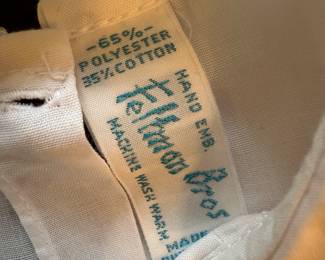 -65%-
POLYESTER
35% COTTON
HAND EMB.
Feltman Bros
MACHINE WASH WARM
MADE